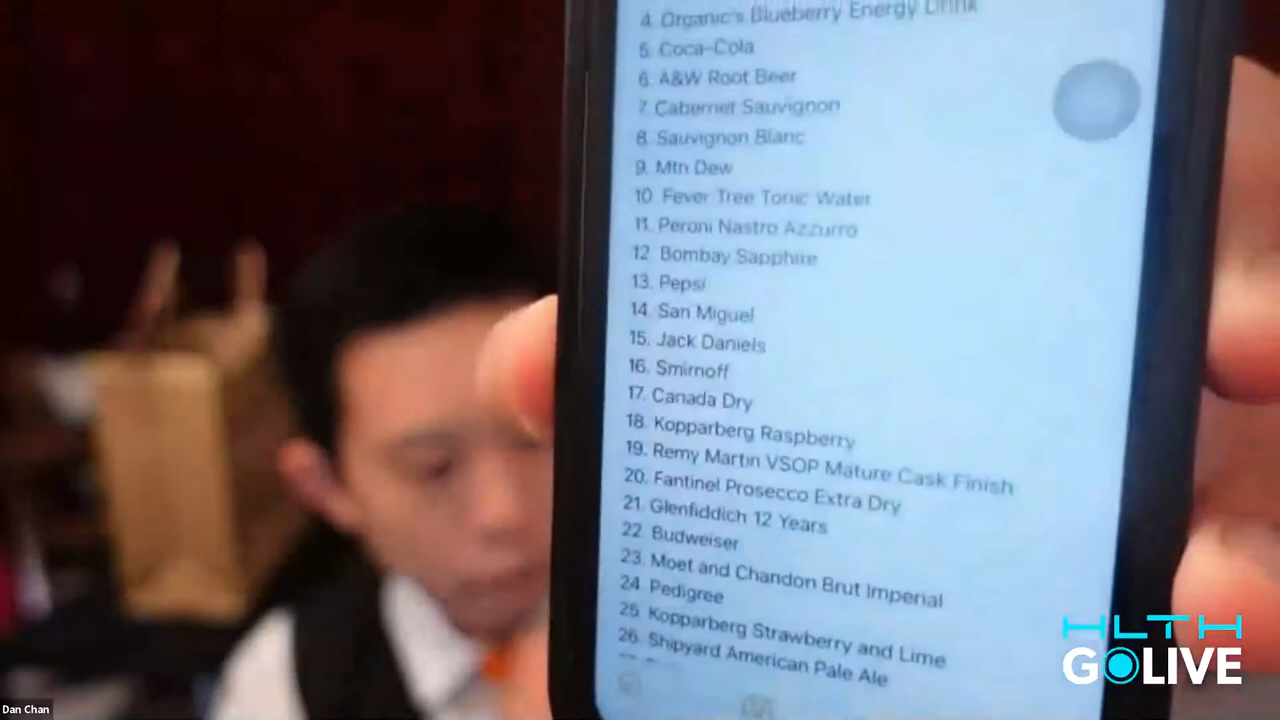 4. Organic's Blueberry Energy Drink
5. Coca-Cola
6. A&W Root Beer
7. Cabernet Sauvignon
8. Sauvignon Blanc
9. Mtn Dew
10. Fever Tree Tonic Water
11. Peroni Nastro Azzurro
12 Bombay Sapphire
13. Pepsi
14. San Miguel
15. Jack Daniels
16. Smirnoff
17. Canada Dry
18. Kopparberg Raspberry
19. Remy Martin VSOP Mature Cask Finish
20. Fantinel Prosecco Extra Dry
21. Glenfiddich 12 Years
22 Budweiser
23. Moet and Chandon Brut Imperial
24 Pedigree
25. Kopparberg Strawberry and Lime
26. Shipyard American Pale Ale
HLTH
GOLIVE
Dan Chan